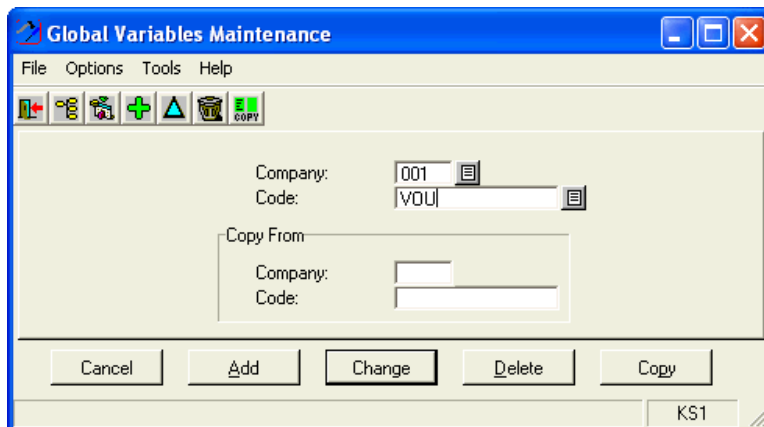 Global Variables Maintenance
File Options Tools Help
COPY
Company: 001
Code: VOU
Copy From
Company:
Code:
Cancel Add Change Delete Copy
KS1